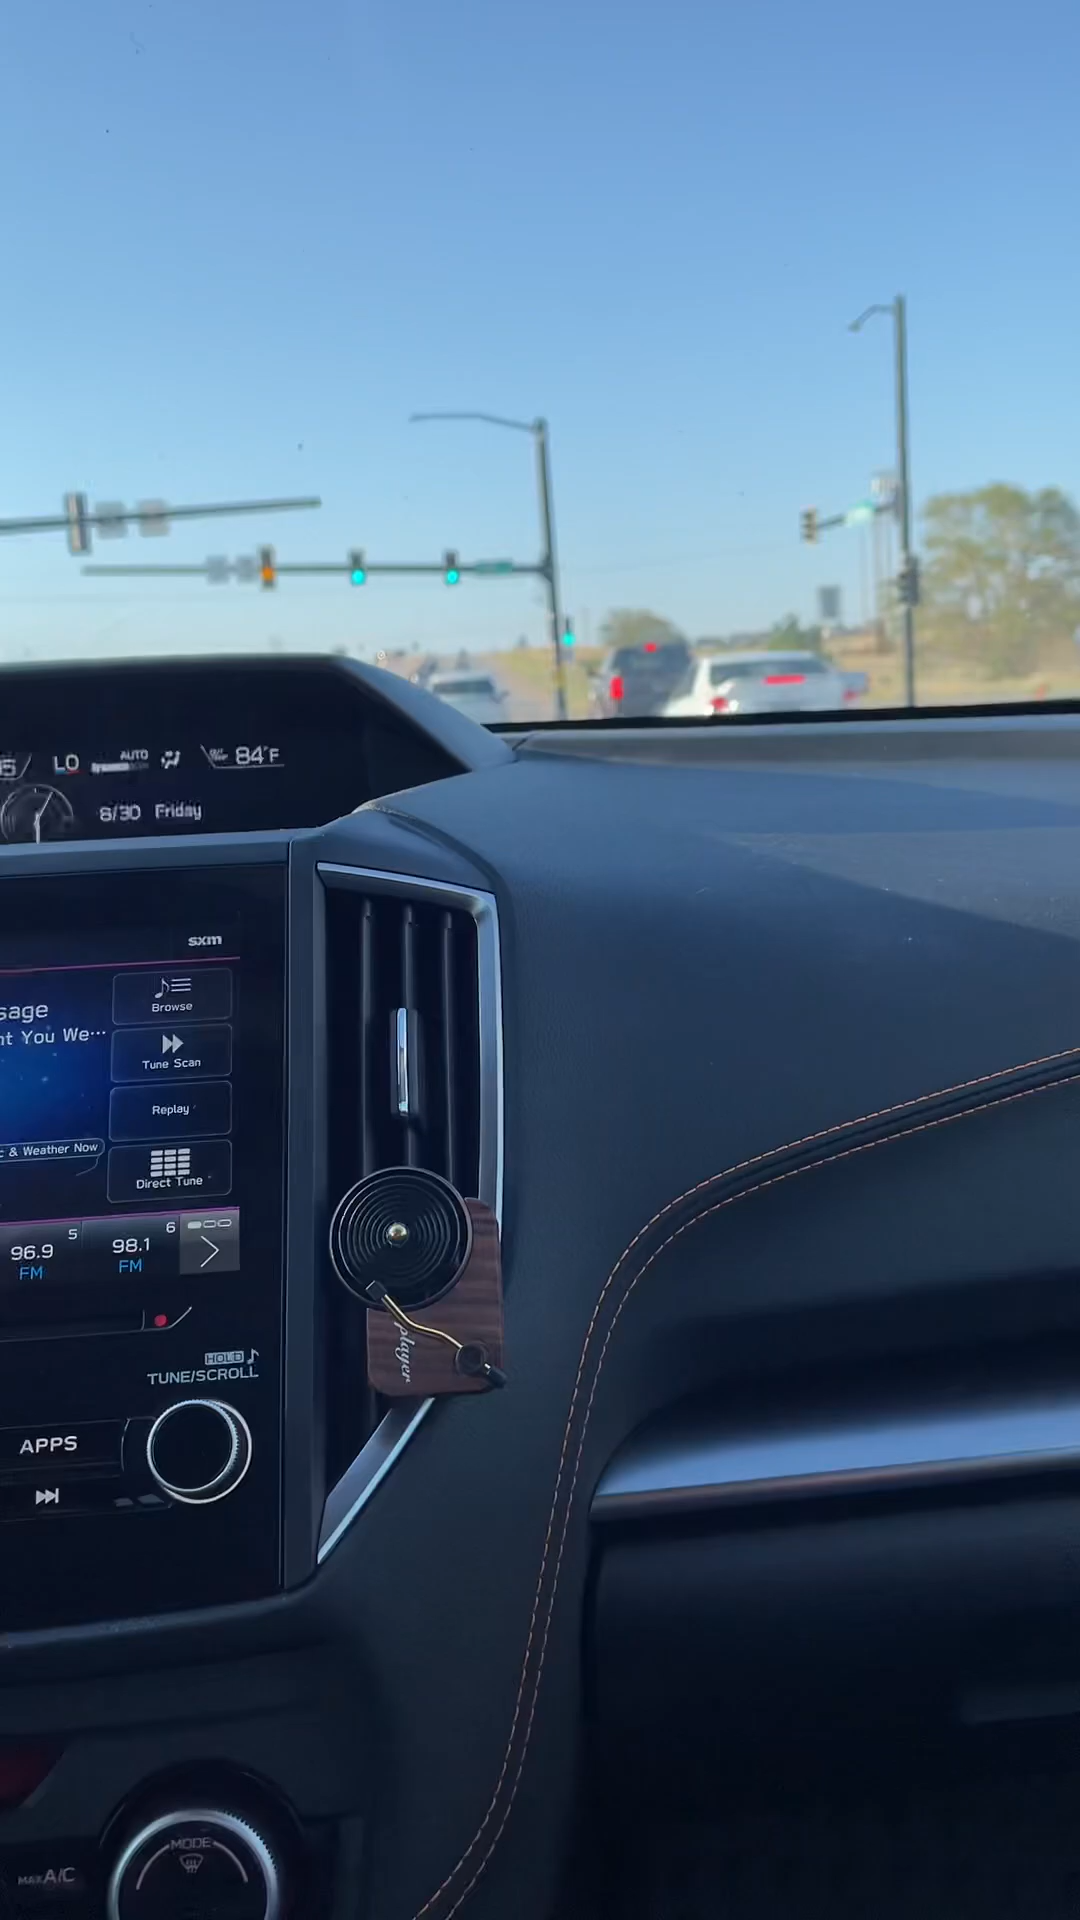 LO AUTO 84°F
8/30 Friday
sxm
sage
nt You We...
Browse
Tune Scan
Replay
c & Weather Now
Direct Tune
5 6
96.9 98.1
FM FM
HOLD
TUNE/SCROLL
APPS
player
MODE
MAX A/C